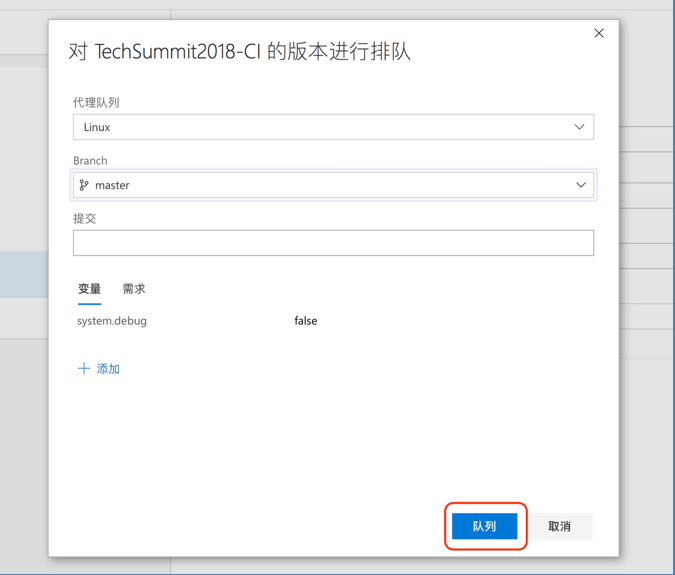 对 TechSummit2018-CI 的版本进行排队
代理队列
Linux
Branch
master
提交
变量 需求
system.debug false
添加
队列 取消